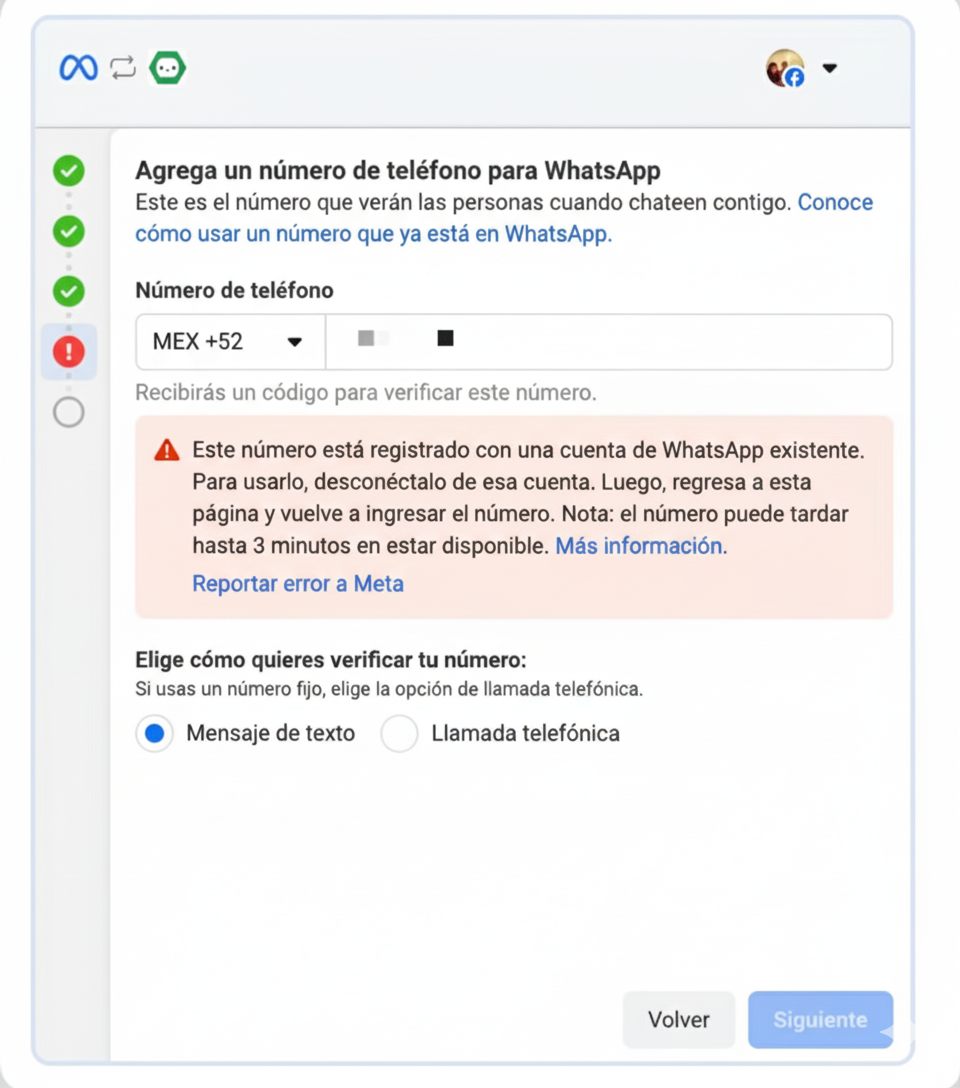 Agrega un número de teléfono para WhatsApp
Este es el número que verán las personas cuando chateen contigo. Conoce
cómo usar un número que ya está en WhatsApp.
Número de teléfono
MEX +52
Recibirás un código para verificar este número.
Este número está registrado con una cuenta de WhatsApp existente.
Para usarlo, desconéctalo de esa cuenta. Luego, regresa a esta
página y vuelve a ingresar el número. Nota: el número puede tardar
hasta 3 minutos en estar disponible. Más información.
Reportar error a Meta
Elige cómo quieres verificar tu número:
Si usas un número fijo, elige la opción de llamada telefónica.
Mensaje de texto Llamada telefónica
Volver Siguiente